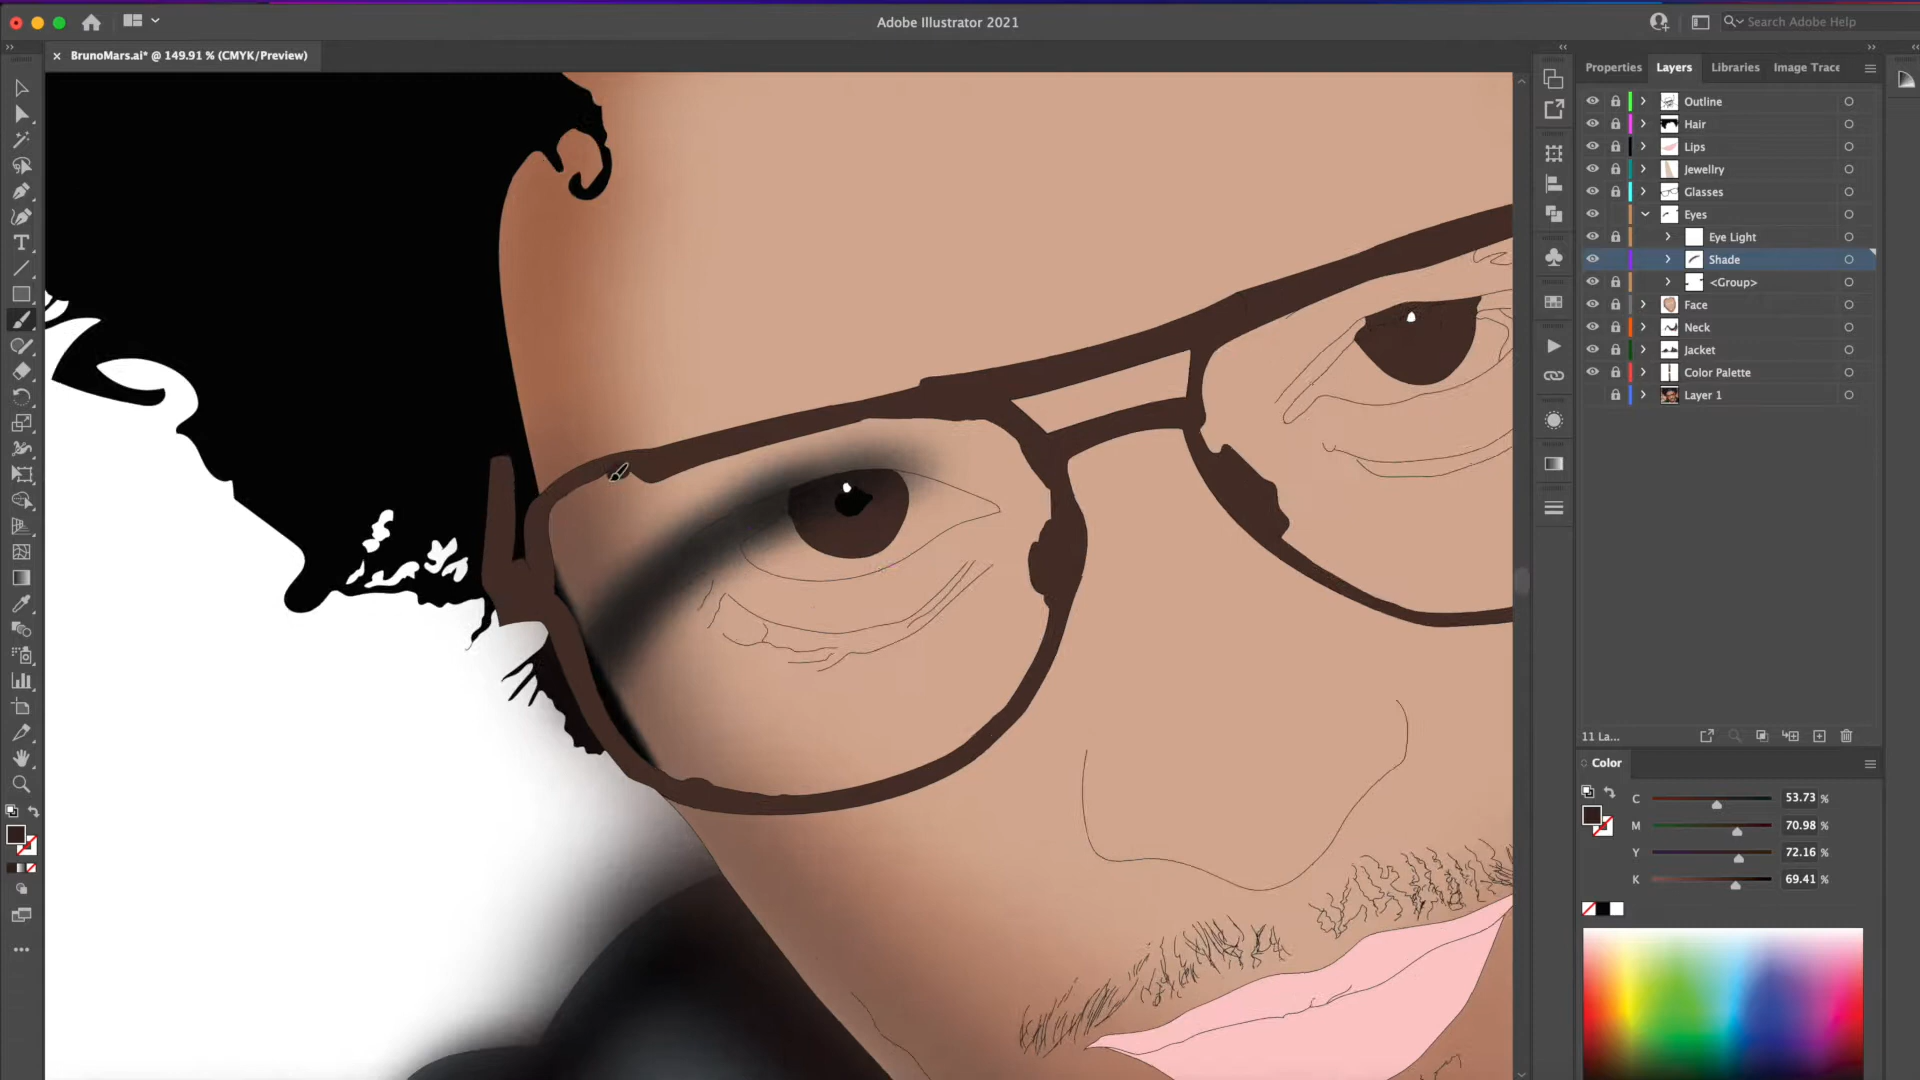 Adobe Illustrator 2021
Search Adobe Help
× BrunoMars.ai* @ 149.91 % (CMYK/Preview)
Properties Layers Libraries Image Trace
Outline
Hair
Lips
Jewellry
Glasses
Eyes
Eye Light
Shade
<Group>
Face
Neck
Jacket
Color Palette
Layer 1
11 La...
Color
C 53.73 %
M 70.98 %
Y 72.16 %
K 69.41 %